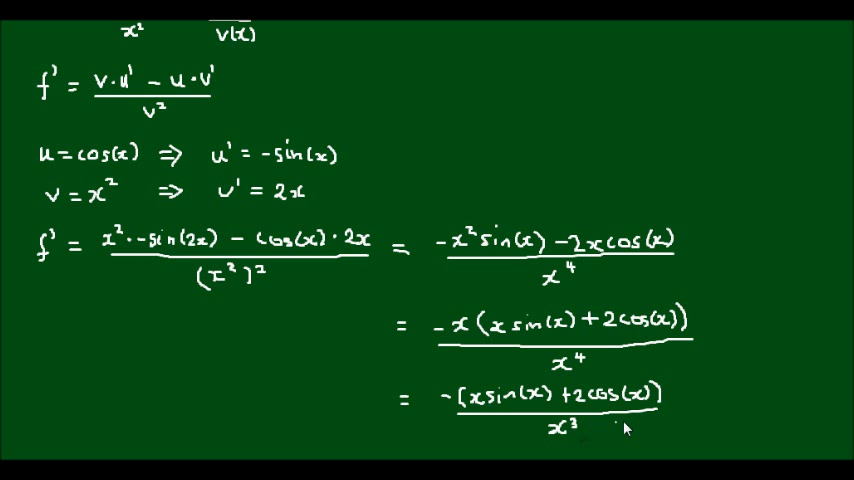 x² v(x)
f' = v·u' - u·v' / v²
u = cos(x) ⇒ u' = -sin(x)
v = x² ⇒ v' = 2x
f' = x²·-sin(2x) - cos(x)·2x / (x²)² = -x²sin(x) - 2xcos(x) / x⁴
= -x(x sin(x) + 2cos(x)) / x⁴
= -[xsin(x) + 2cos(x)] / x³